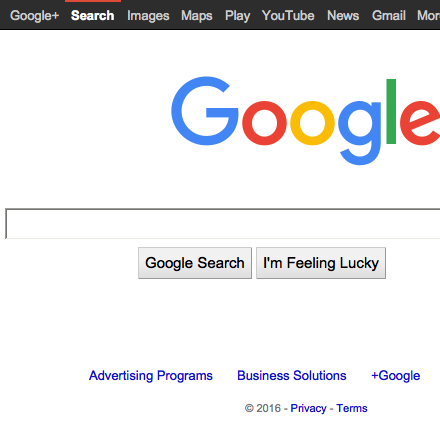 Google+ Search Images Maps Play YouTube News Gmail Mor
Google
Google Search I'm Feeling Lucky
Advertising Programs Business Solutions +Google
© 2016 - Privacy - Terms